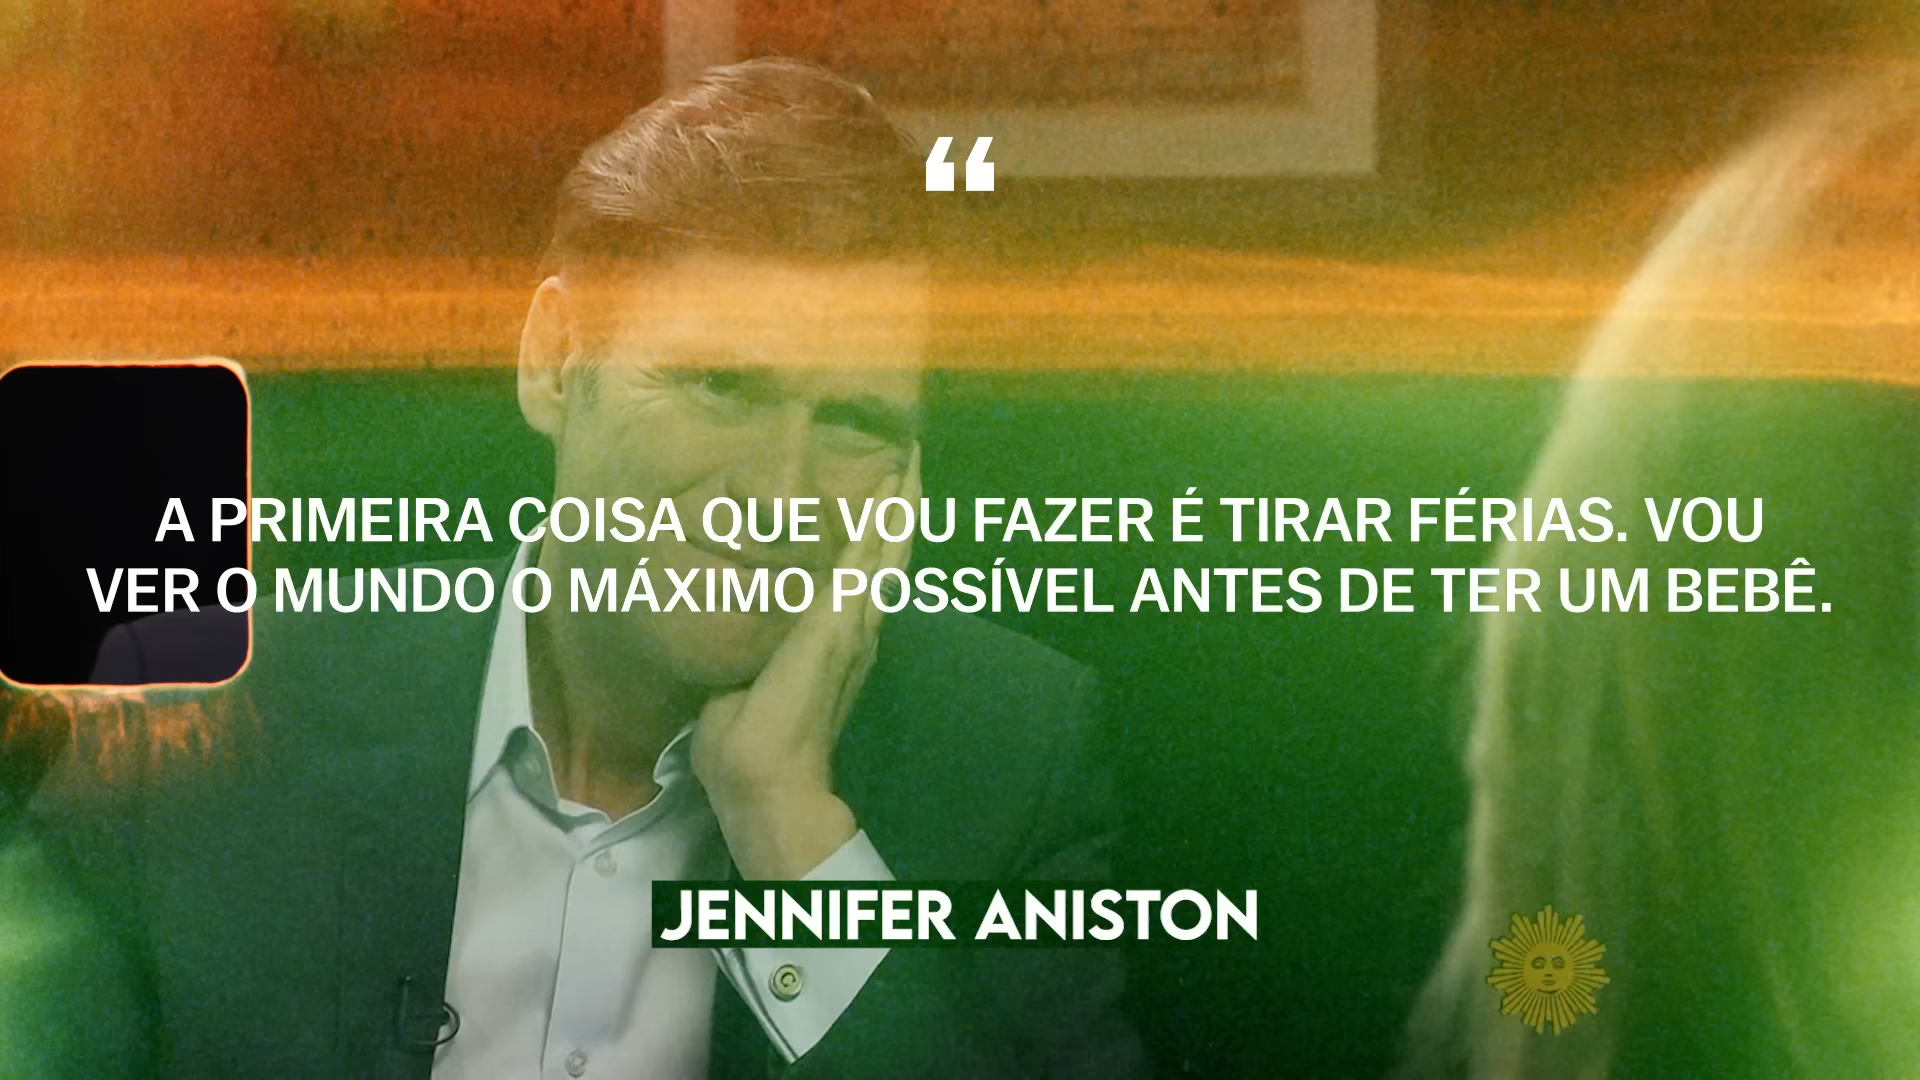 “
A PRIMEIRA COISA QUE VOU FAZER É TIRAR FÉRIAS. VOU
VER O MUNDO O MÁXIMO POSSÍVEL ANTES DE TER UM BEBÊ.
JENNIFER ANISTON